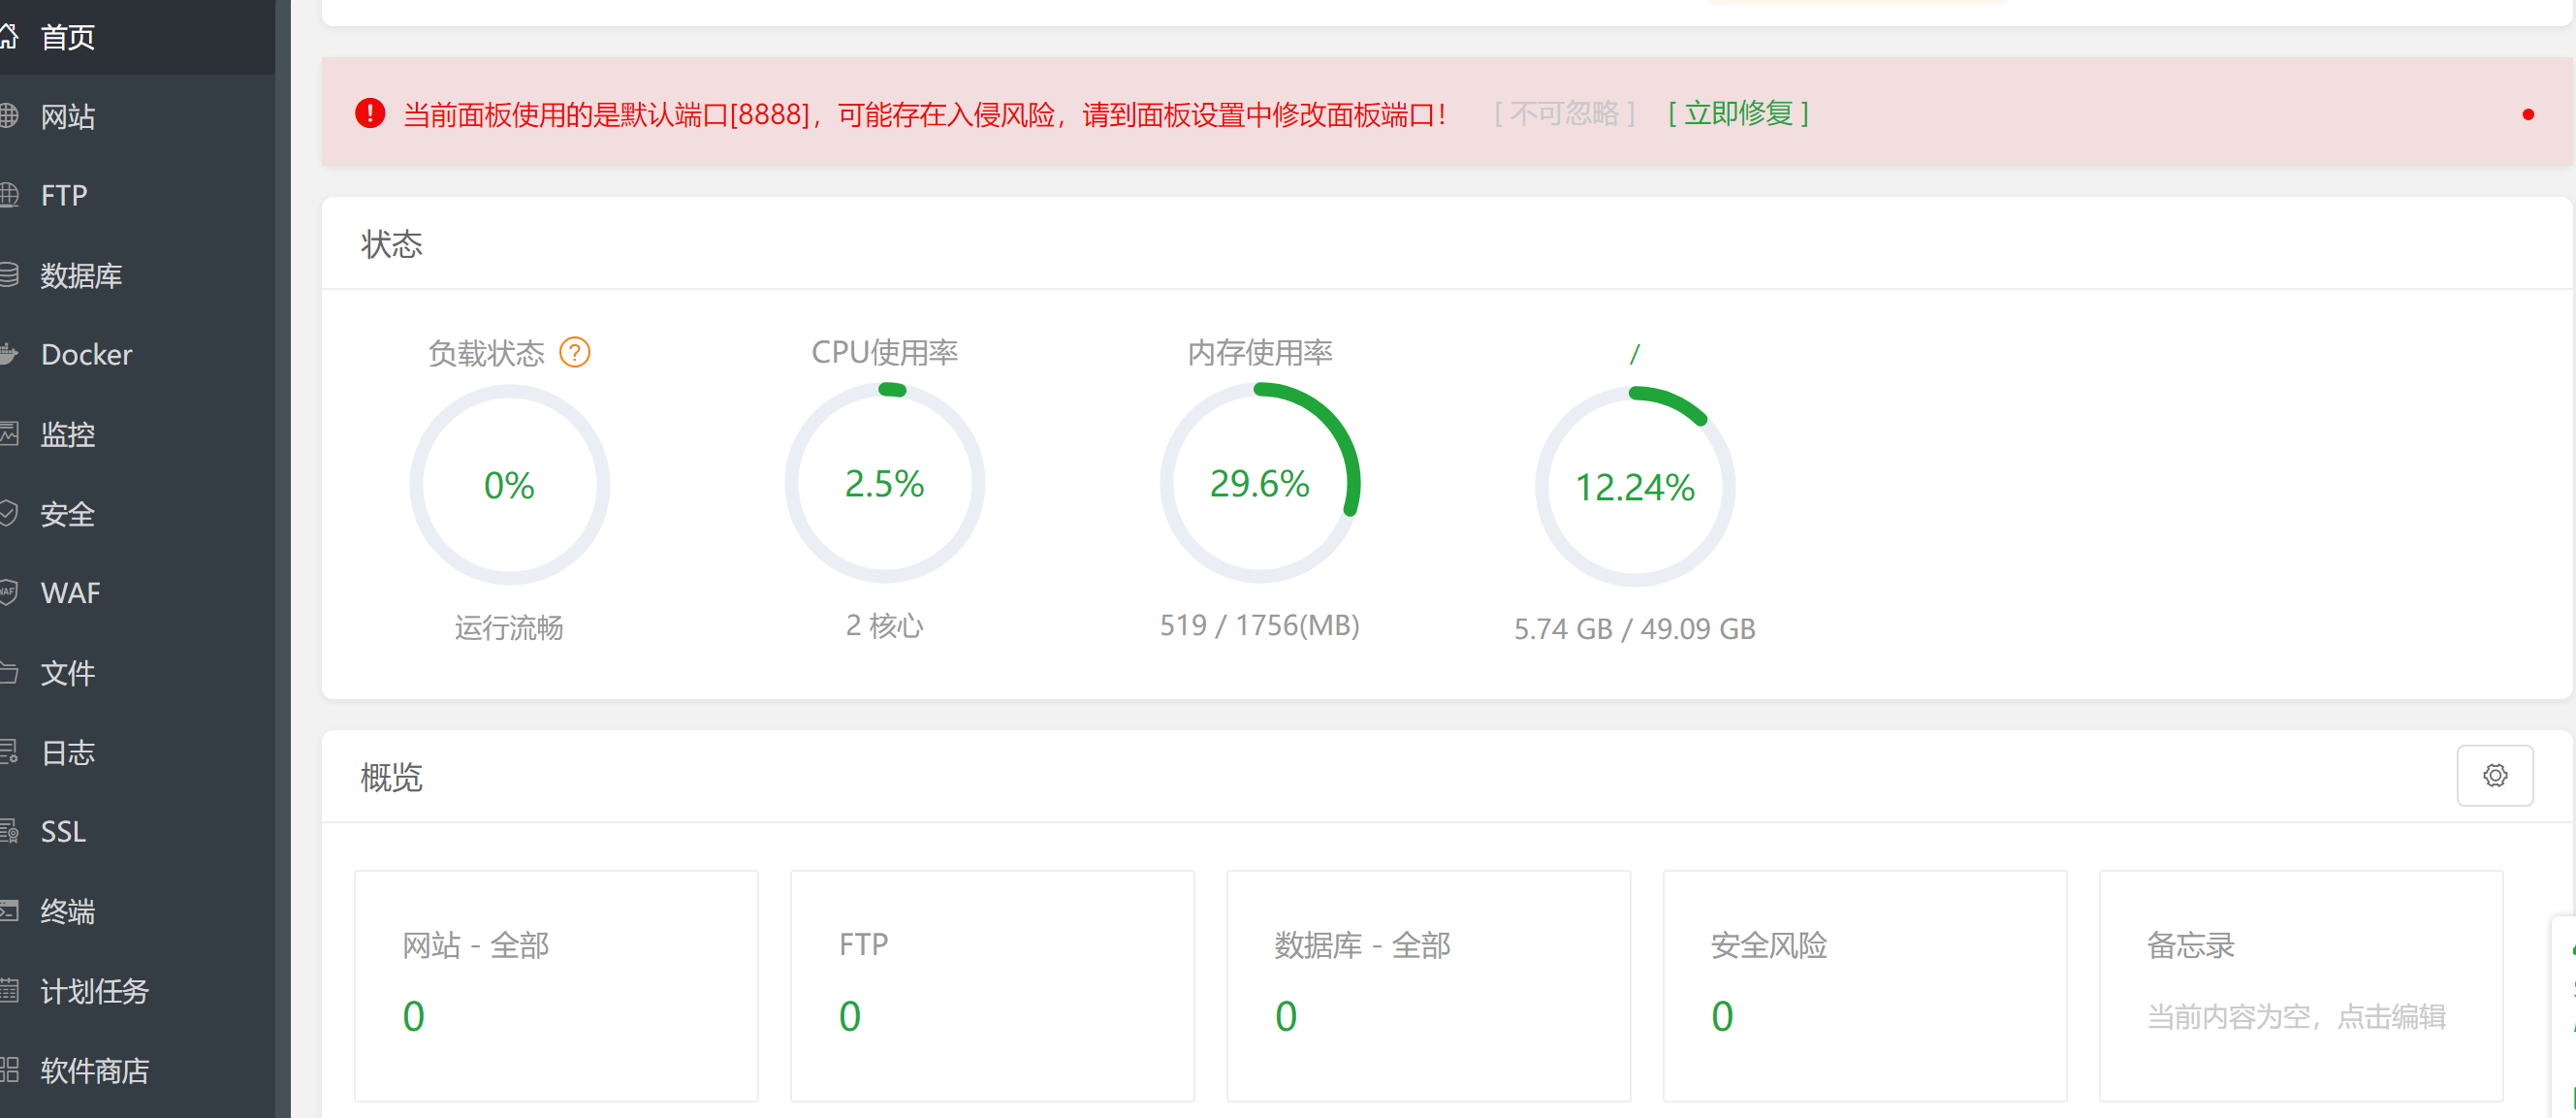 首页
网站
FTP
数据库
Docker
监控
安全
WAF
文件
日志
SSL
终端
计划任务
软件商店
当前面板使用的是默认端口[8888]，可能存在入侵风险，请到面板设置中修改面板端口！ [ 不可忽略 ] [ 立即修复 ]
状态
负载状态
0%
运行流畅
CPU使用率
2.5%
2 核心
内存使用率
29.6%
519 / 1756(MB)
/
12.24%
5.74 GB / 49.09 GB
概览
网站 - 全部
0
FTP
0
数据库 - 全部
0
安全风险
0
备忘录
当前内容为空，点击编辑